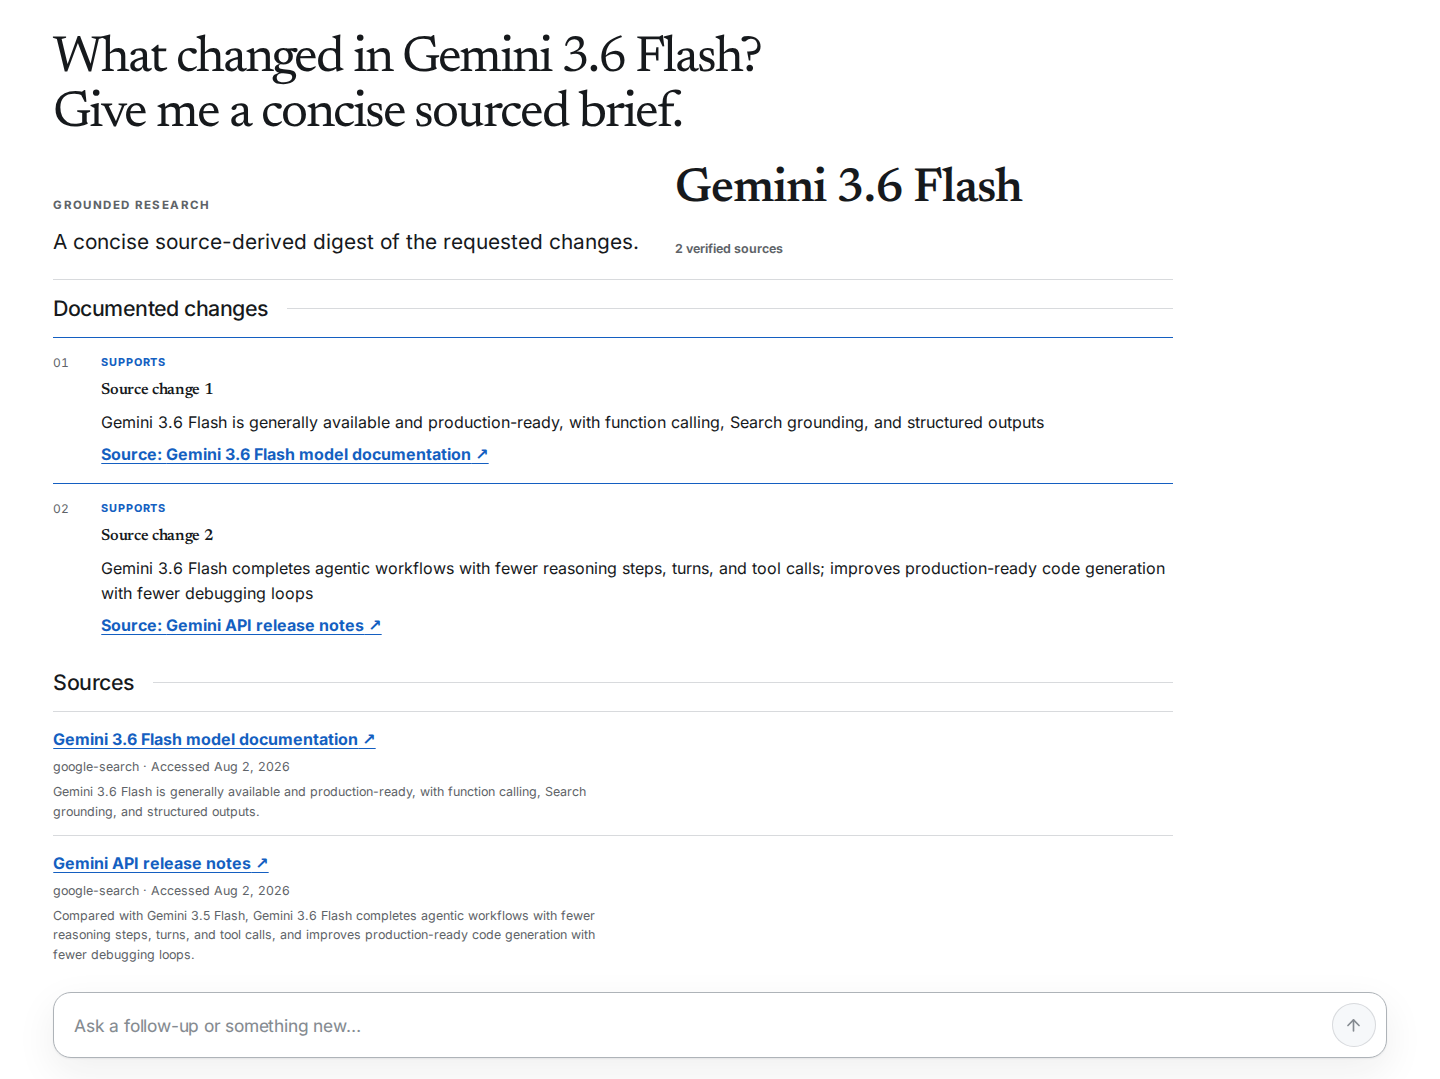 What changed in Gemini 3.6 Flash?
Give me a concise sourced brief.
GROUNDED RESEARCH
A concise source-derived digest of the requested changes.
Gemini 3.6 Flash
2 verified sources
Documented changes
01
SUPPORTS
Source change 1
Gemini 3.6 Flash is generally available and production-ready, with function calling, Search grounding, and structured outputs
Source: Gemini 3.6 Flash model documentation ↗
02
SUPPORTS
Source change 2
Gemini 3.6 Flash completes agentic workflows with fewer reasoning steps, turns, and tool calls; improves production-ready code generation
with fewer debugging loops
Source: Gemini API release notes ↗
Sources
Gemini 3.6 Flash model documentation ↗
google-search · Accessed Aug 2, 2026
Gemini 3.6 Flash is generally available and production-ready, with function calling, Search
grounding, and structured outputs.
Gemini API release notes ↗
google-search · Accessed Aug 2, 2026
Compared with Gemini 3.5 Flash, Gemini 3.6 Flash completes agentic workflows with fewer
reasoning steps, turns, and tool calls, and improves production-ready code generation with
fewer debugging loops.
Ask a follow-up or something new...